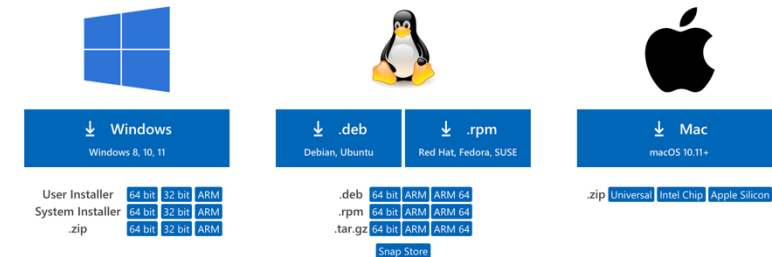 Windows
Windows 8, 10, 11
User Installer 64 bit 32 bit ARM
System Installer 64 bit 32 bit ARM
.zip 64 bit 32 bit ARM
.deb
Debian, Ubuntu
.rpm
Red Hat, Fedora, SUSE
.deb 64 bit ARM ARM 64
.rpm 64 bit ARM ARM 64
.tar.gz 64 bit ARM ARM 64
Snap Store
Mac
macOS 10.11+
.zip Universal Intel Chip Apple Silicon